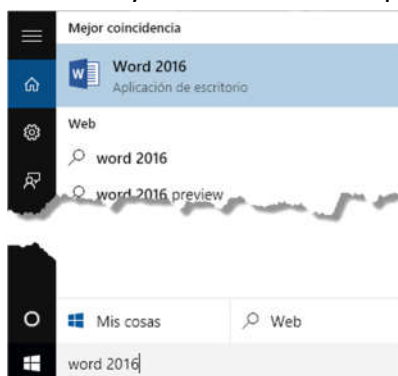 Mejor coincidencia
Word 2016
Aplicación de escritorio
Web
word 2016
word 2016 preview
Mis cosas
Web
word 2016